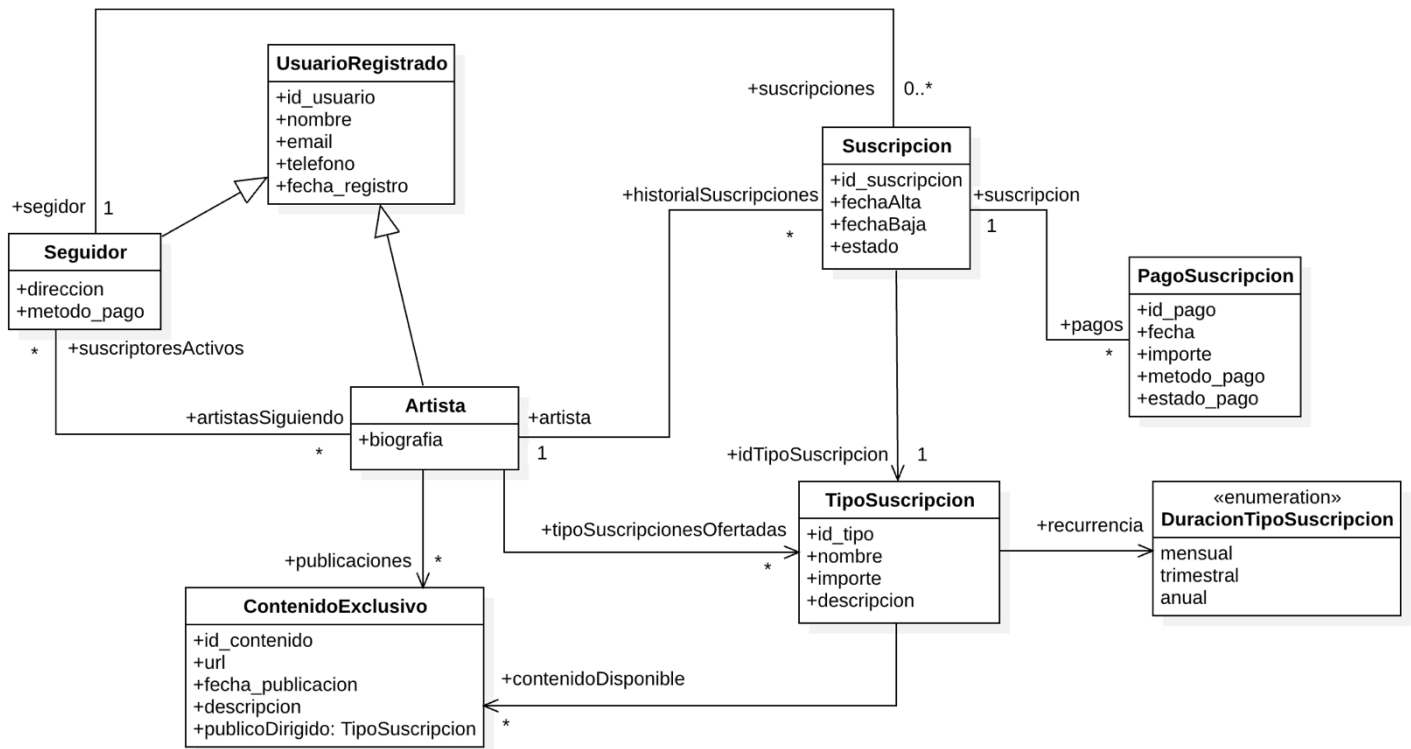 UsuarioRegistrado
+id_usuario
+nombre
+email
+telefono
+fecha_registro
+suscripciones
0..*
Suscripcion
+id_suscripcion
+fechaAlta
+fechaBaja
+estado
+historialSuscripciones
*
+suscripcion
1
+segidor
1
Seguidor
+direccion
+metodo_pago
*
+suscriptoresActivos
PagoSuscripcion
+id_pago
+fecha
+importe
+metodo_pago
+estado_pago
+pagos
*
+artistasSiguiendo
*
Artista
+biografia
+artista
1
+idTipoSuscripcion
1
TipoSuscripcion
+id_tipo
+nombre
+importe
+descripcion
+recurrencia
«enumeration»
DuracionTipoSuscripcion
mensual
trimestral
anual
+tipoSuscripcionesOfertadas
*
+publicaciones
*
ContenidoExclusivo
+id_contenido
+url
+fecha_publicacion
+descripcion
+publicoDirigido: TipoSuscripcion
+contenidoDisponible
*